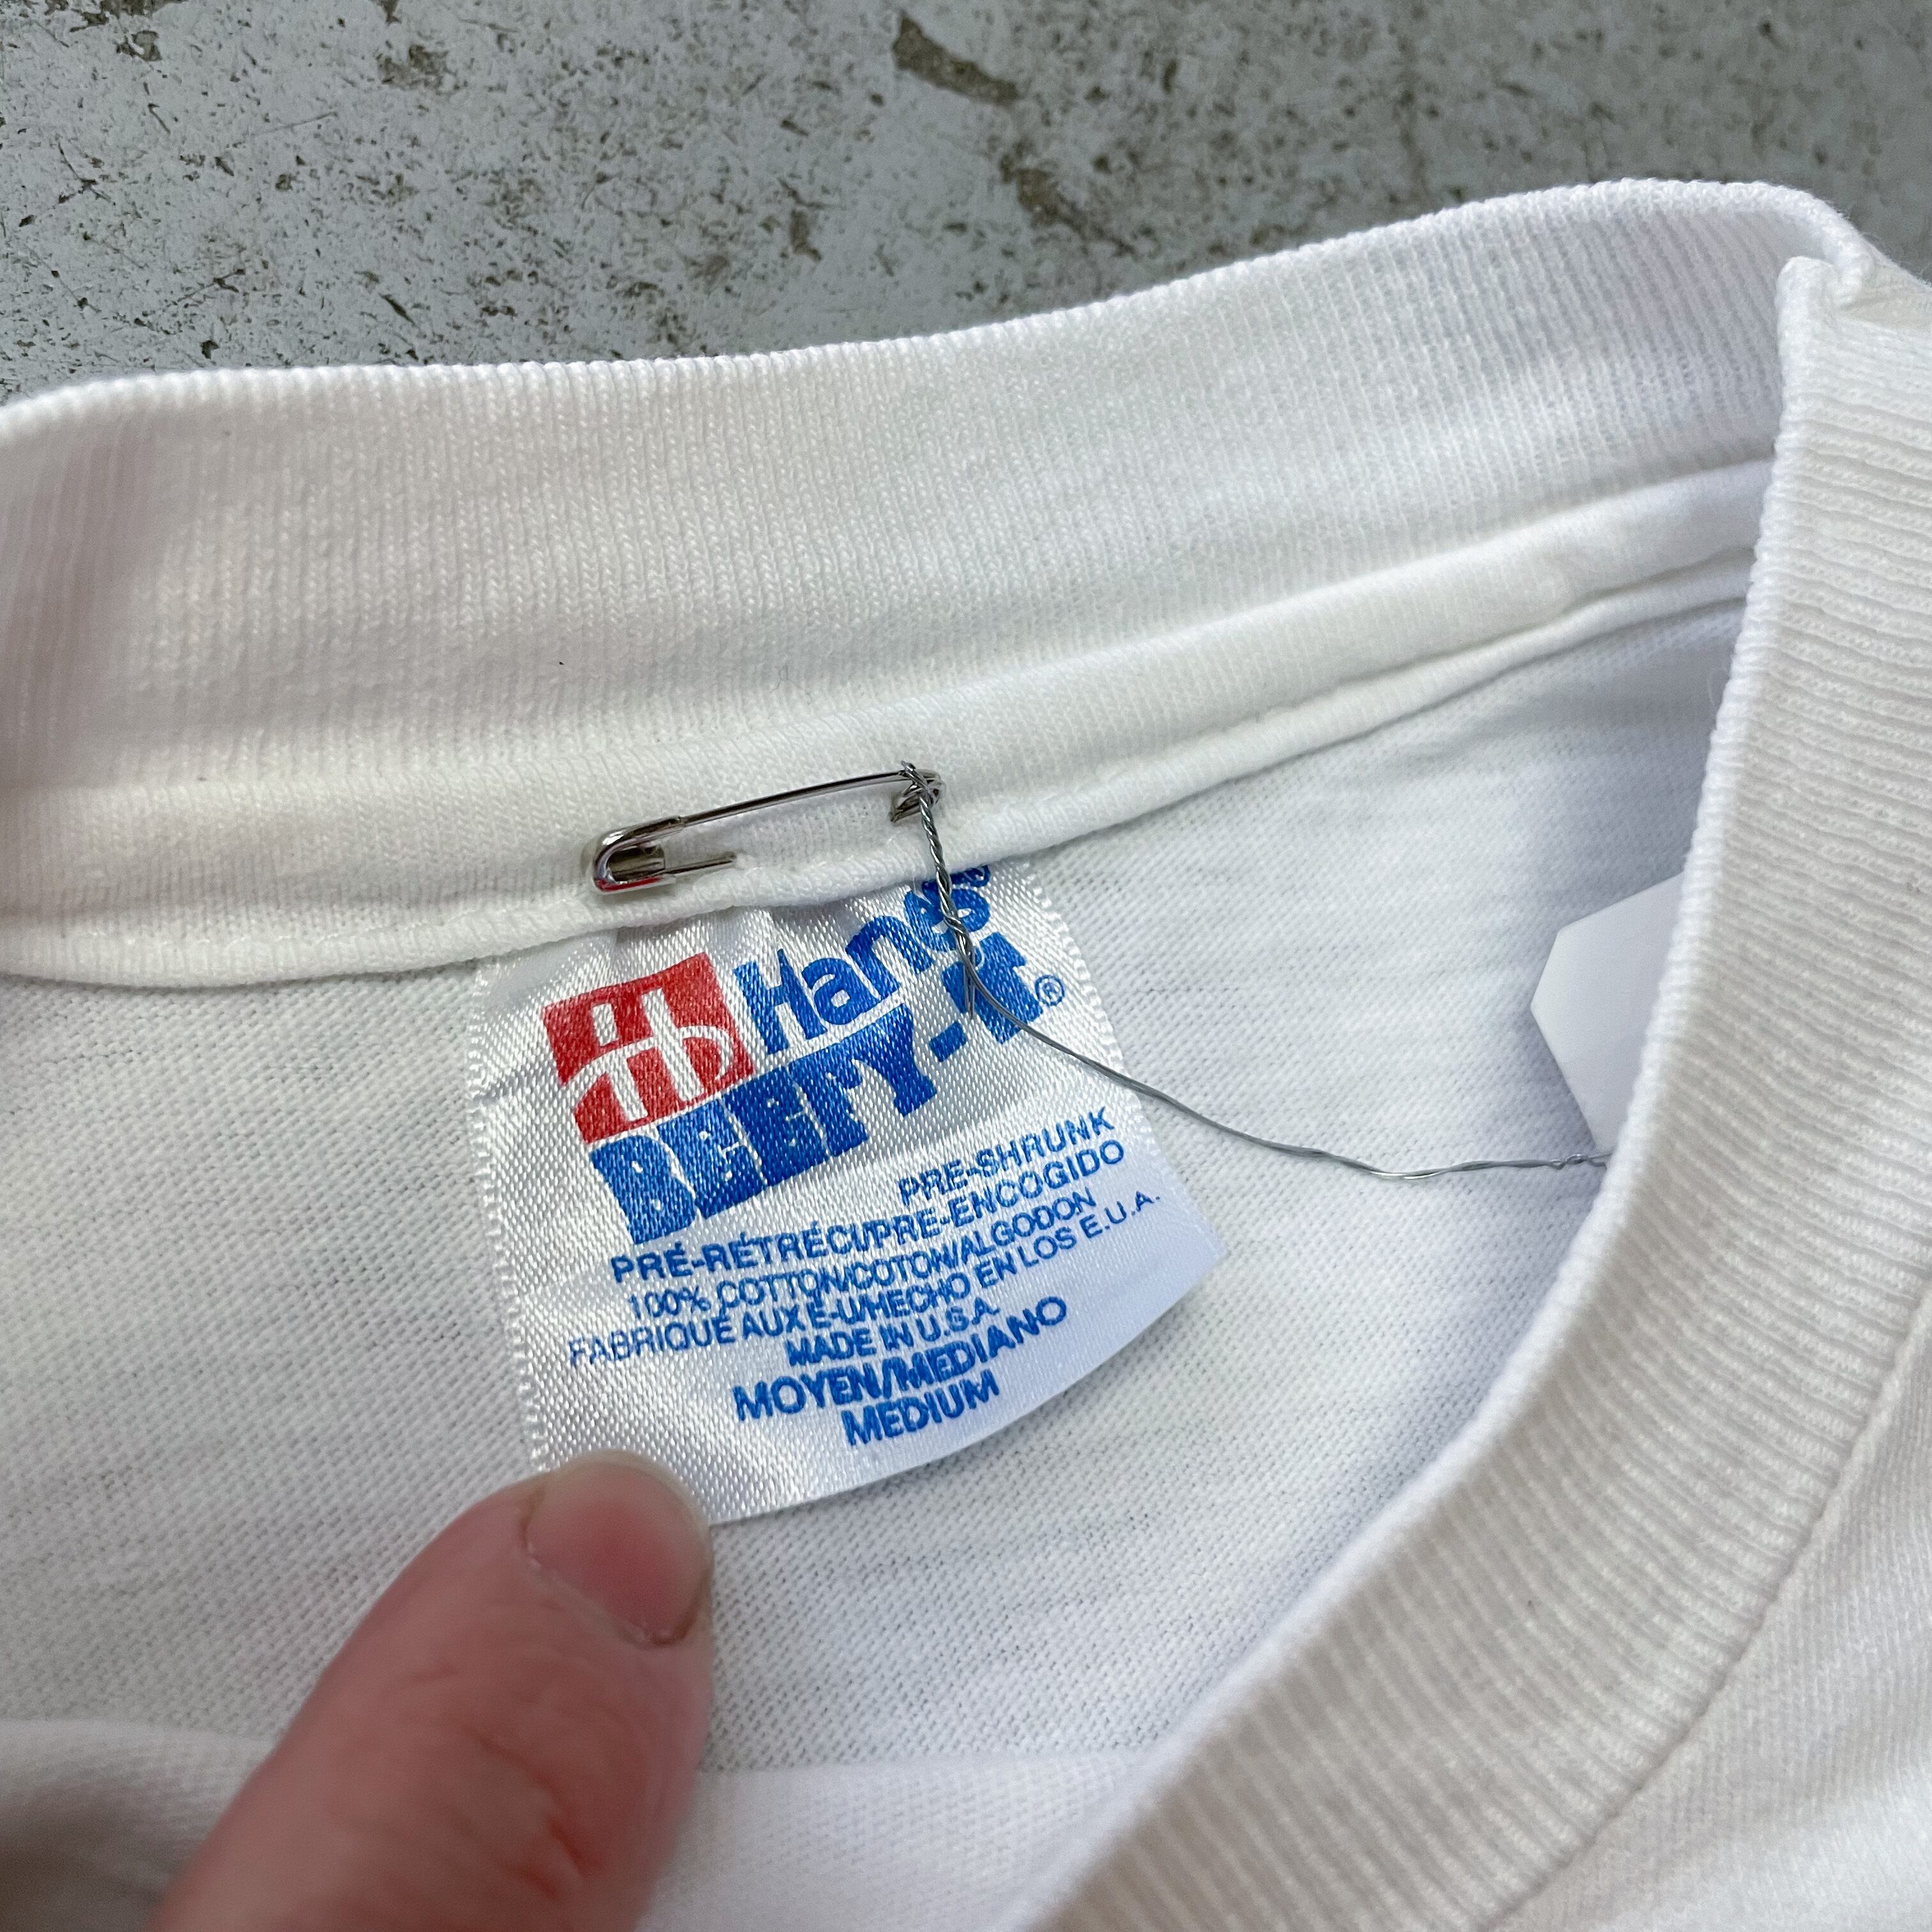 Hanes
BEEFY-T®
PRE-SHRUNK
PRÉ-RÉTRÉCI/PRE-ENCOGIDO
100% COTTON/COTON/ALGODON
FABRIQUÉ AUX É-U/HECHO EN LOS E.U.A.
MADE IN U.S.A.
MOYEN/MEDIANO
MEDIUM